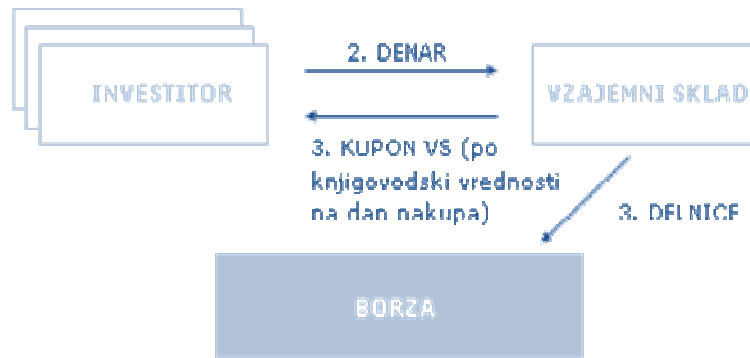 2. DENAR
INVESTITOR
VZAJEMNI SKLAD
3. KUPON VS (po
knjigovodski vrednosti
na dan nakupa)
3. DELNICE
BORZA